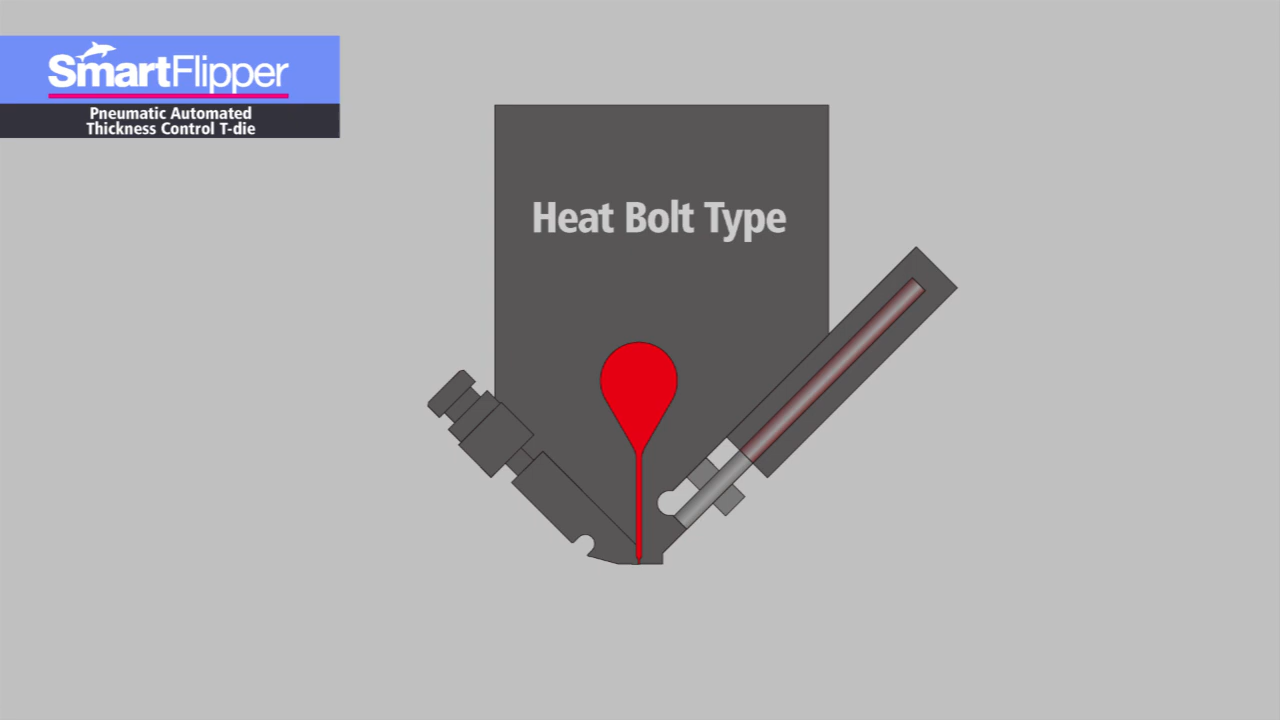 SmartFlipper
Pneumatic Automated
Thickness Control T-die
Heat Bolt Type